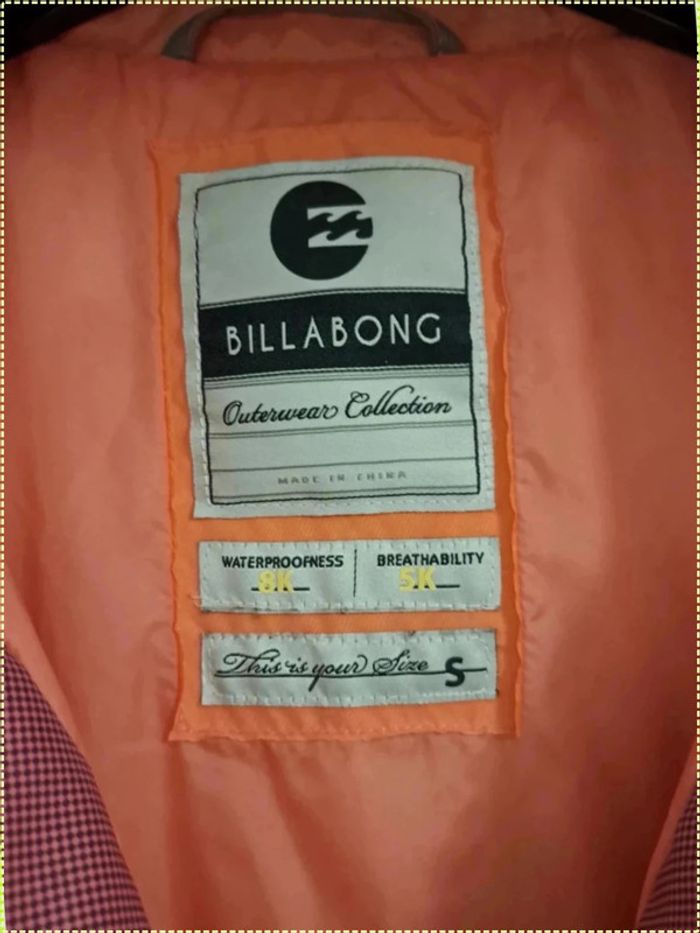 BILLABONG
Outerwear Collection
MADE IN CHINA
WATERPROOFNESS BREATHABILITY
8K 5K
This is your Size S